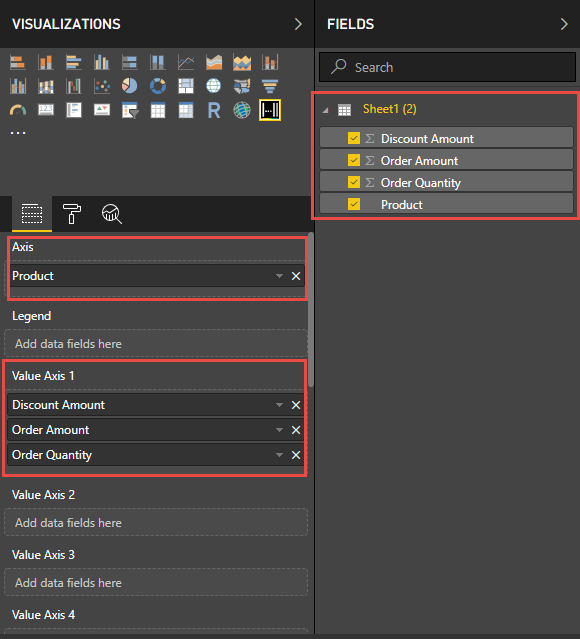 VISUALIZATIONS
R
...
Axis
Product
Legend
Add data fields here
Value Axis 1
Discount Amount
Order Amount
Order Quantity
Value Axis 2
Add data fields here
Value Axis 3
Add data fields here
Value Axis 4
FIELDS
Search
Sheet1 (2)
Σ Discount Amount
Σ Order Amount
Σ Order Quantity
Product